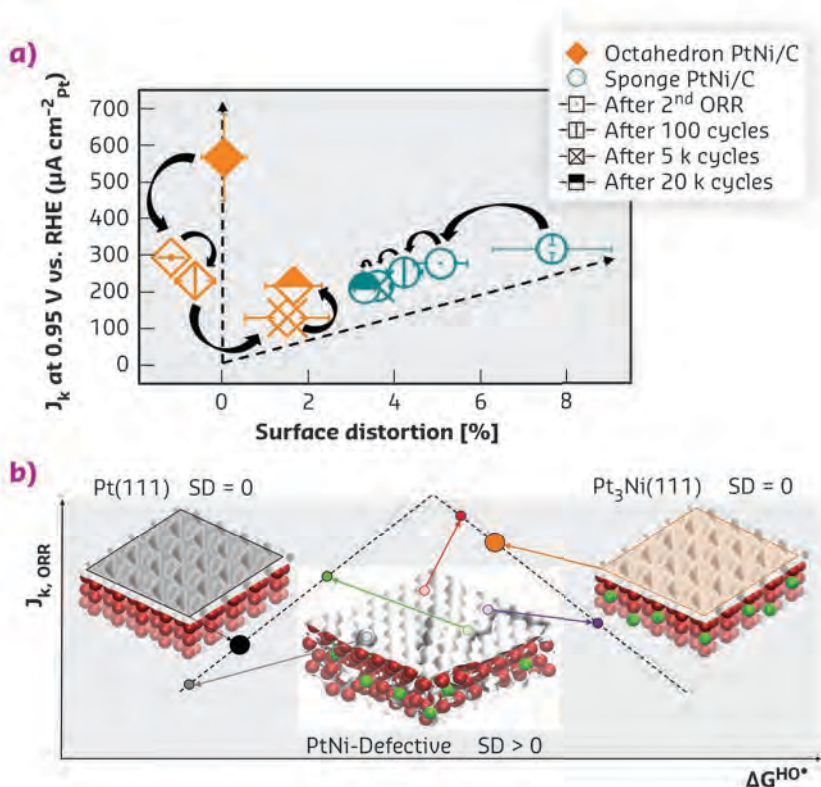 a)
Octahedron PtNi/C
Sponge PtNi/C
After 2nd ORR
After 100 cycles
After 5 k cycles
After 20 k cycles
Jk at 0.95 V vs. RHE (µA cm−2Pt)
700
600
500
400
300
200
100
0
0
2
4
6
8
Surface distortion [%]
b)
Pt(111) SD = 0
Pt3Ni(111) SD = 0
Jk, ORR
PtNi-Defective SD > 0
ΔGHO•